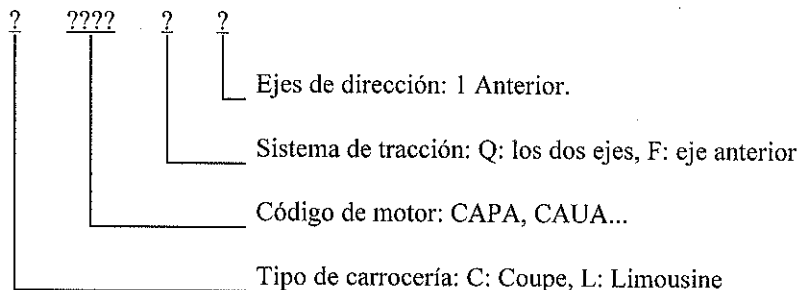 ? ???? ? ?
Ejes de dirección: 1 Anterior.
Sistema de tracción: Q: los dos ejes, F: eje anterior
Código de motor: CAPA, CAUA...
Tipo de carrocería: C: Coupe, L: Limousine